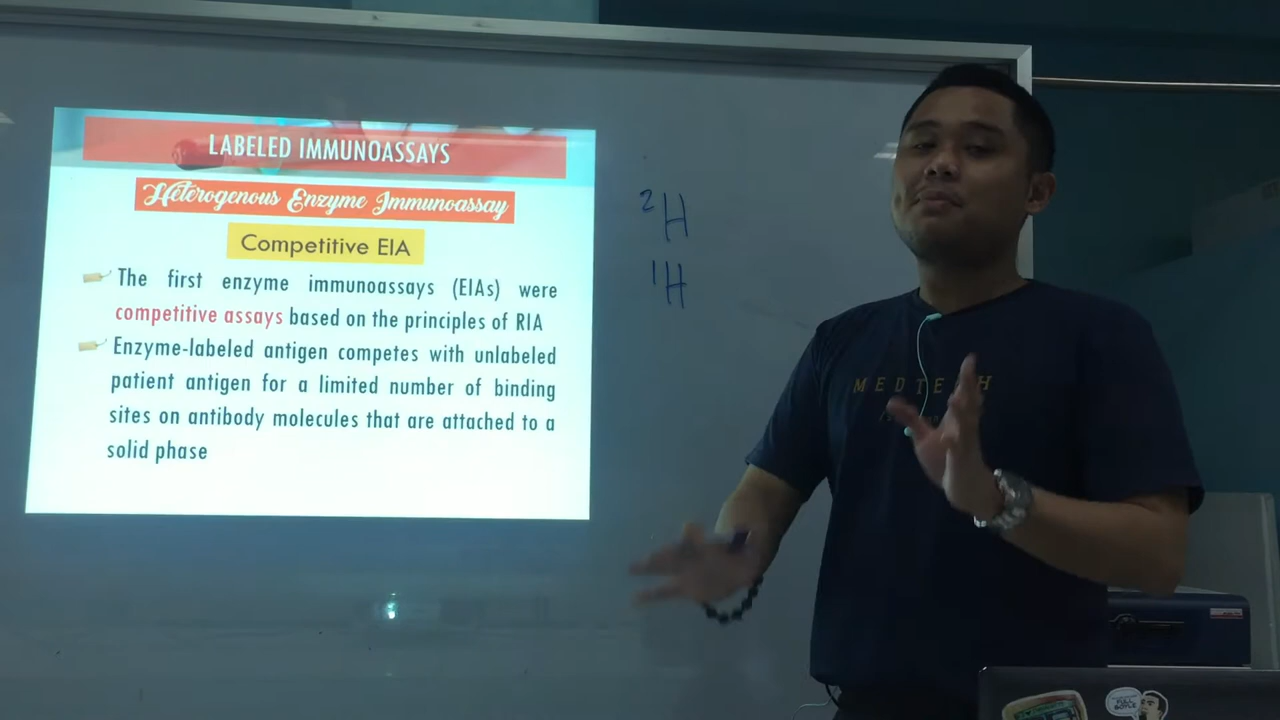 LABELED IMMUNOASSAYS
Heterogenous Enzyme Immunoassay
Competitive EIA
The first enzyme immunoassays (EIAs) were
competitive assays based on the principles of RIA
Enzyme-labeled antigen competes with unlabeled
patient antigen for a limited number of binding
sites on antibody molecules that are attached to a
solid phase
²H
¹H